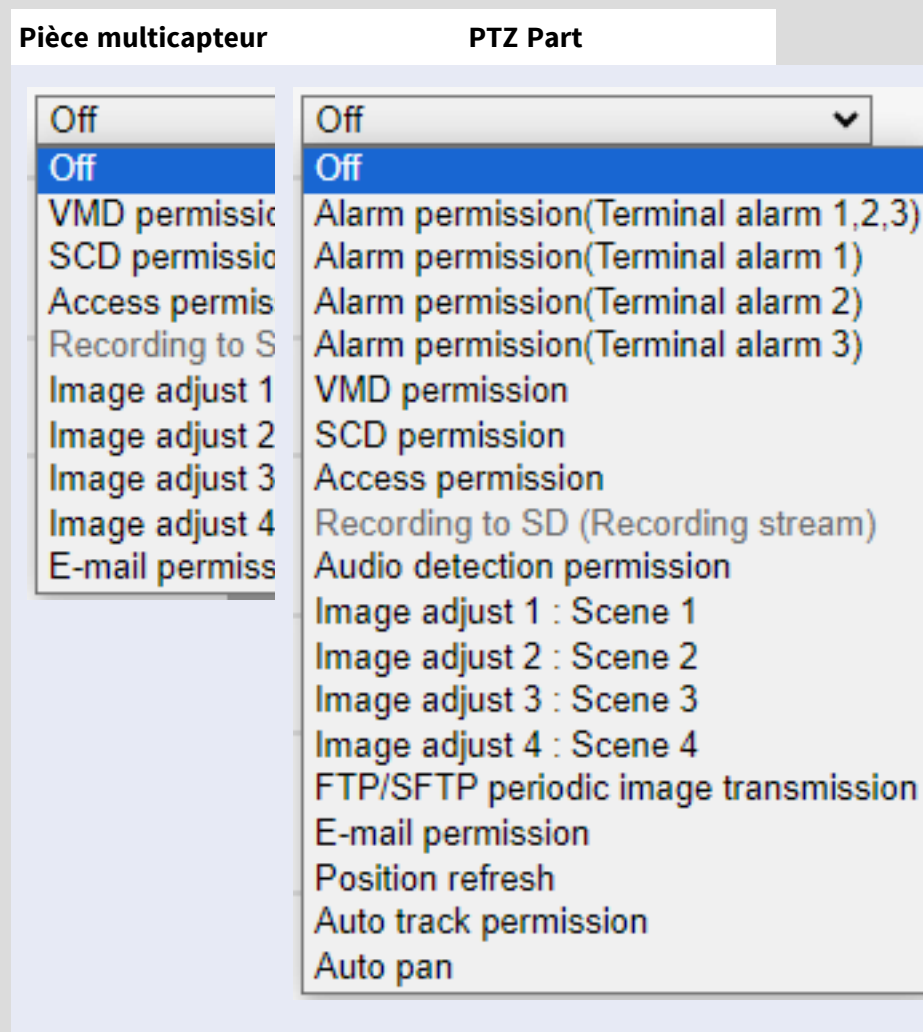 Pièce multicapteur
PTZ Part
Off
Off
VMD
SCD
Access
Recording to
Image adjust 1
Image adjust 2
Image adjust 3
Image adjust 4
E-mail
Off
Off
Alarm permission(Terminal alarm 1,2,3)
Alarm permission(Terminal alarm 1)
Alarm permission(Terminal alarm 2)
Alarm permission(Terminal alarm 3)
VMD permission
SCD permission
Access permission
Recording to SD (Recording stream)
Audio detection permission
Image adjust 1 : Scene 1
Image adjust 2 : Scene 2
Image adjust 3 : Scene 3
Image adjust 4 : Scene 4
FTP/SFTP periodic image transmission
E-mail permission
Position refresh
Auto track permission
Auto pan